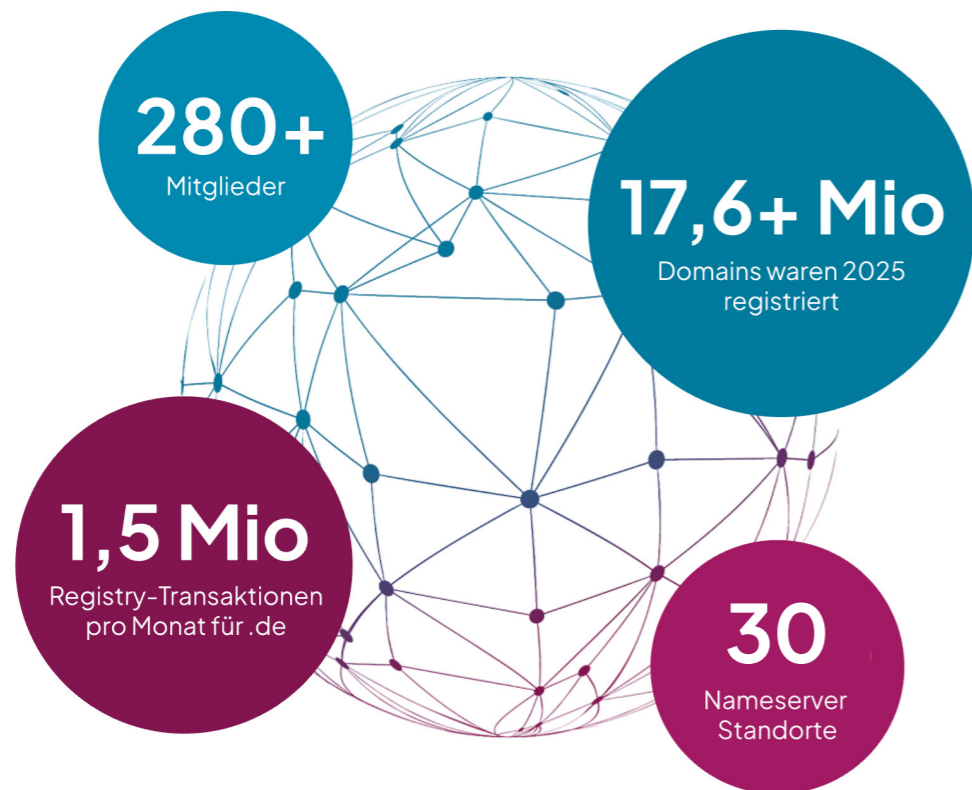 280+
Mitglieder
17,6+ Mio
Domains waren 2025
registriert
1,5 Mio
Registry-Transaktionen
pro Monat für .de
30
Nameserver
Standorte